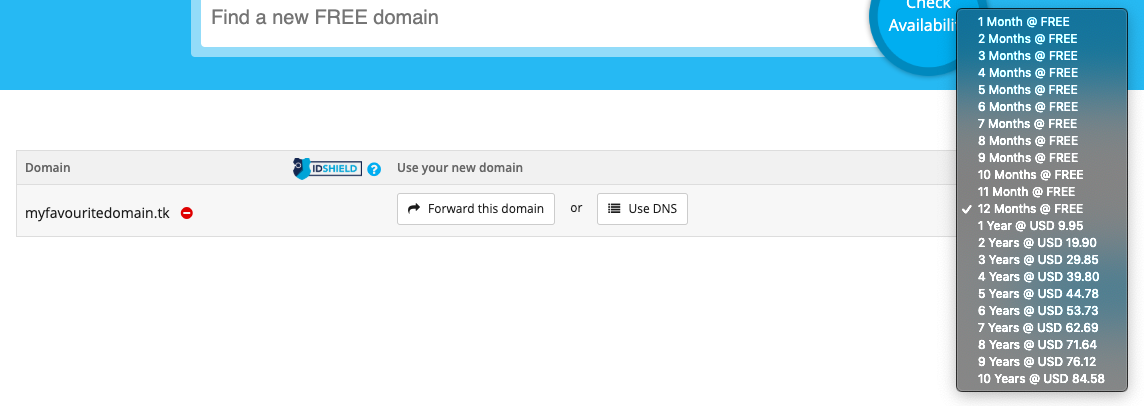 Find a new FREE domain
Check
Availabili
Domain
IDSHIELD ?
Use your new domain
myfavouritedomain.tk
Forward this domain
or
Use DNS
1 Month @ FREE
2 Months @ FREE
3 Months @ FREE
4 Months @ FREE
5 Months @ FREE
6 Months @ FREE
7 Months @ FREE
8 Months @ FREE
9 Months @ FREE
10 Months @ FREE
11 Month @ FREE
✓ 12 Months @ FREE
1 Year @ USD 9.95
2 Years @ USD 19.90
3 Years @ USD 29.85
4 Years @ USD 39.80
5 Years @ USD 44.78
6 Years @ USD 53.73
7 Years @ USD 62.69
8 Years @ USD 71.64
9 Years @ USD 76.12
10 Years @ USD 84.58